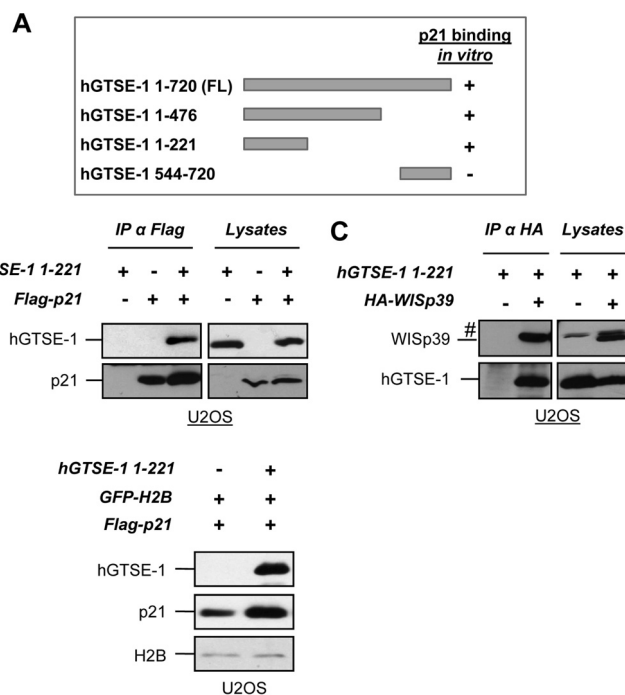 A
p21 binding
in vitro
hGTSE-1 1-720 (FL) +
hGTSE-1 1-476 +
hGTSE-1 1-221 +
hGTSE-1 544-720 -
IP α Flag Lysates
SE-1 1-221 + - + + - +
Flag-p21 - + + - + +
hGTSE-1
p21
U2OS
C
IP α HA Lysates
hGTSE-1 1-221 + + + +
HA-WISp39 - + - +
WISp39 #
hGTSE-1
U2OS
hGTSE-1 1-221 - +
GFP-H2B + +
Flag-p21 + +
hGTSE-1
p21
H2B
U2OS